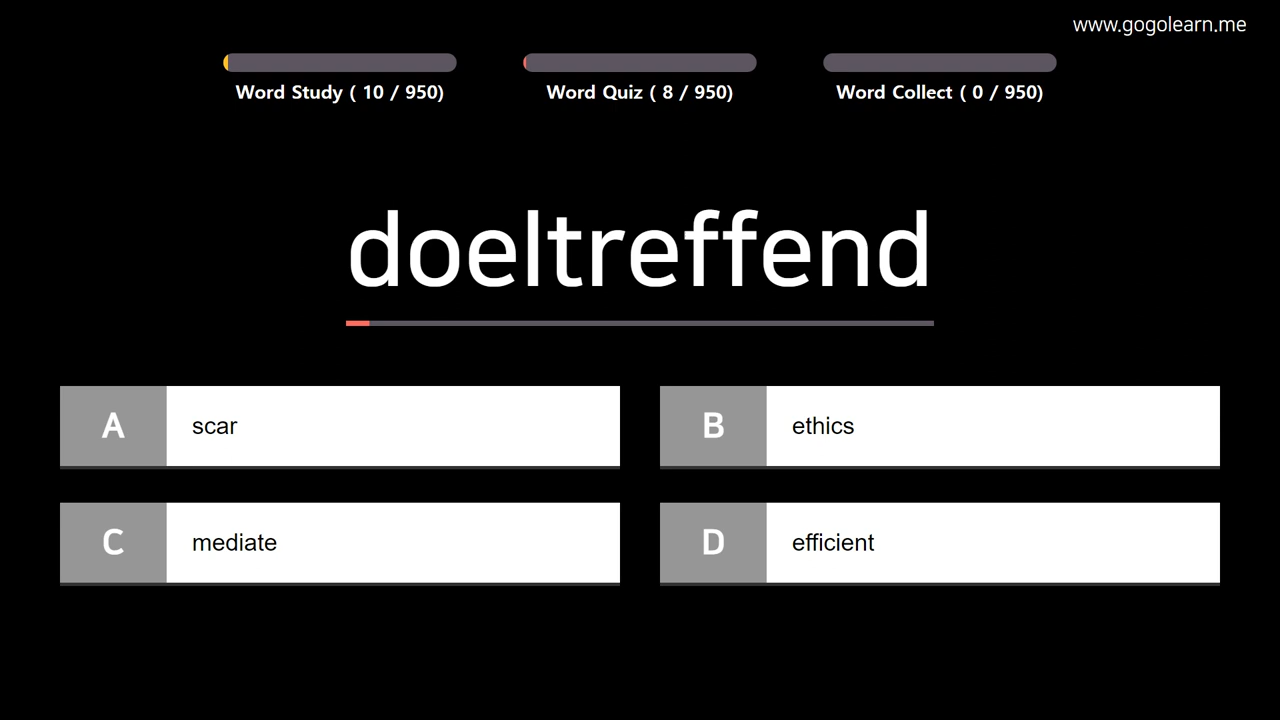 www.gogolearn.me
Word Study ( 10 / 950)
Word Quiz ( 8 / 950)
Word Collect ( 0 / 950)
doeltreffend
A scar
B ethics
C mediate
D efficient